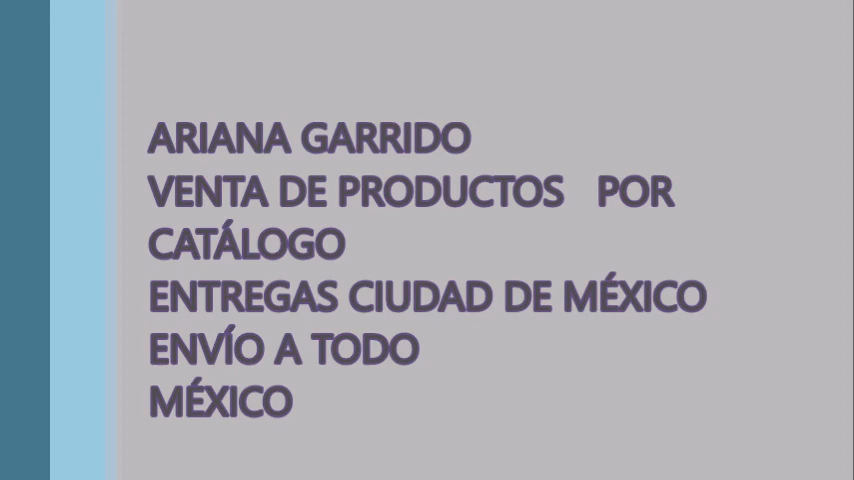 ARIANA GARRIDO
VENTA DE PRODUCTOS POR
CATÁLOGO
ENTREGAS CIUDAD DE MÉXICO
ENVÍO A TODO
MÉXICO